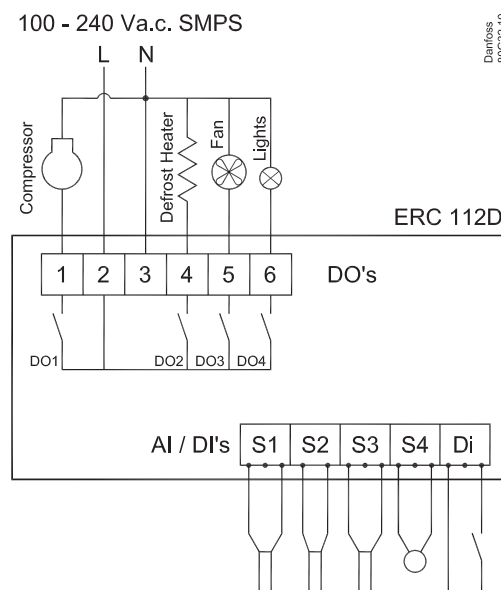 100 - 240 Va.c. SMPS
Danfoss
L N
Compressor
Defrost Heater
Fan
Lights
ERC 112D
1 2 3 4 5 6 DO's
DO1 DO2 DO3 DO4
AI / DI's S1 S2 S3 S4 Di